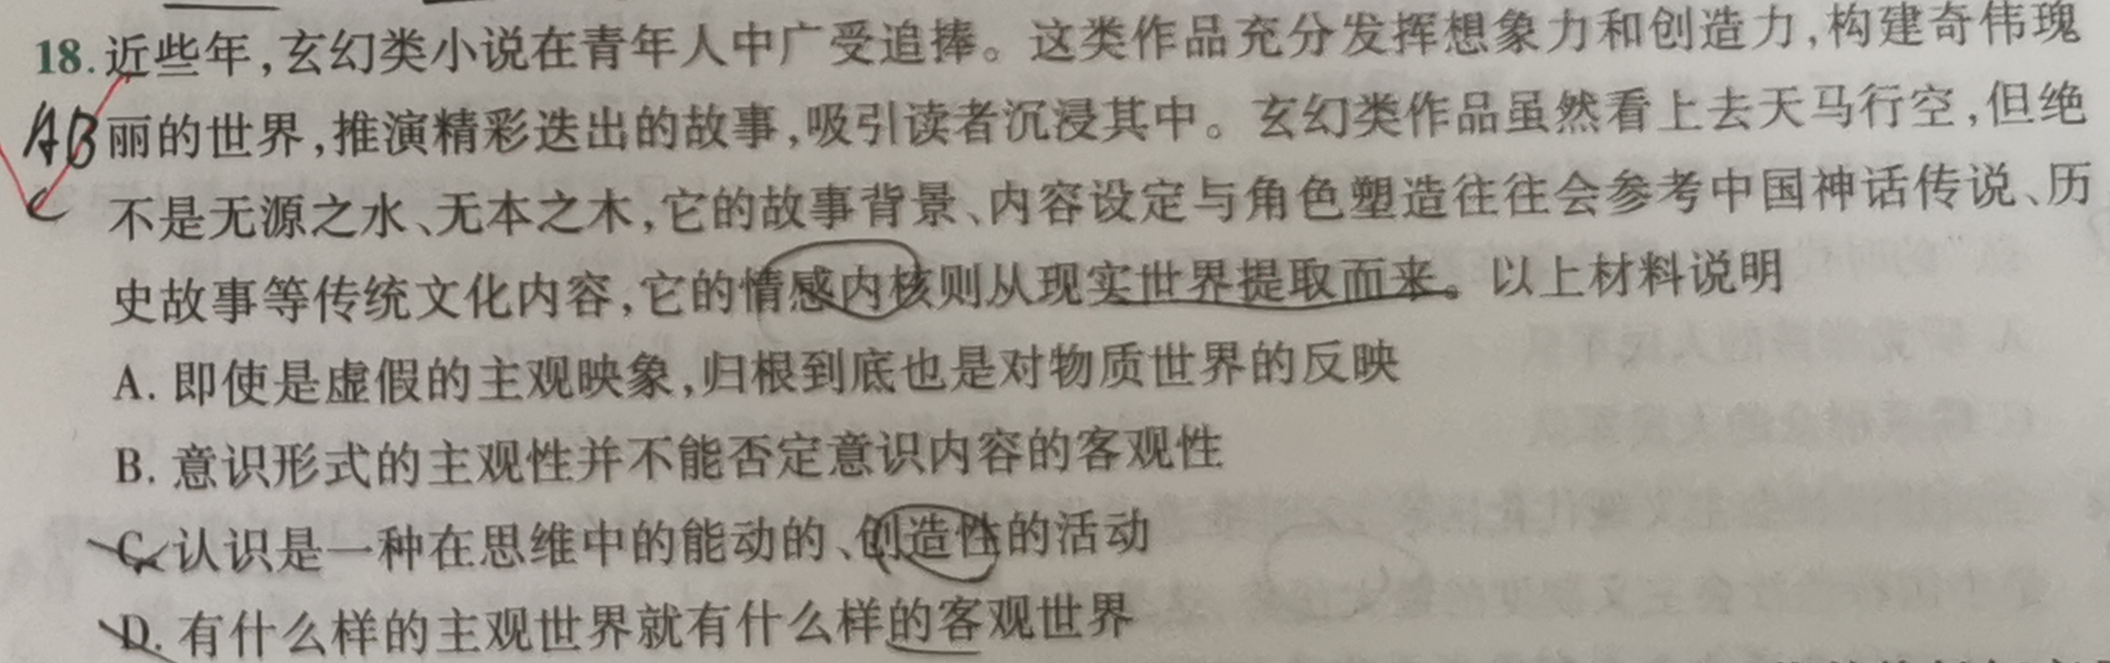 18.近些年,玄幻类小说在青年人中广受追捧。这类作品充分发挥想象力和创造力,构建奇伟瑰
AB丽的世界,推演精彩迭出的故事,吸引读者沉浸其中。玄幻类作品虽然看上去天马行空,但绝
C 不是无源之水、无本之木,它的故事背景、内容设定与角色塑造往往会参考中国神话传说、历
史故事等传统文化内容,它的情感内核则从现实世界提取而来。以上材料说明
A. 即使是虚假的主观映象,归根到底也是对物质世界的反映
B. 意识形式的主观性并不能否定意识内容的客观性
C. 认识是一种在思维中的能动的、创造性的活动
D. 有什么样的主观世界就有什么样的客观世界